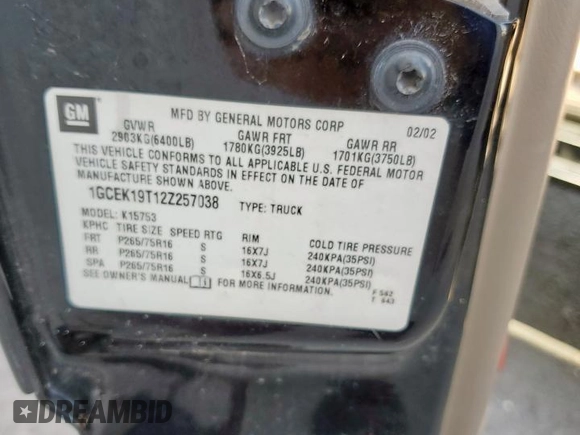 GM
MFD BY GENERAL MOTORS CORP 02/02
GVWR GAWR FRT GAWR RR
2903KG(6400LB) 1780KG(3925LB) 1701KG(3750LB)
THIS VEHICLE CONFORMS TO ALL APPLICABLE U.S. FEDERAL MOTOR
VEHICLE SAFETY STANDARDS IN EFFECT ON THE DATE OF
MANUFACTURE SHOWN ABOVE.
1GCEK19T12Z257038 TYPE: TRUCK
MODEL: K15753
KPHC TIRE SIZE SPEED RTG RIM COLD TIRE PRESSURE
FRT P265/75R16 S 16X7J 240KPA(35PSI)
RR P265/75R16 S 16X7J 240KPA(35PSI)
SPA P265/75R16 S 16X6.5J 240KPA(35PSI)
SEE OWNER'S MANUAL FOR MORE INFORMATION.
F 562
T 643
DREAMBID